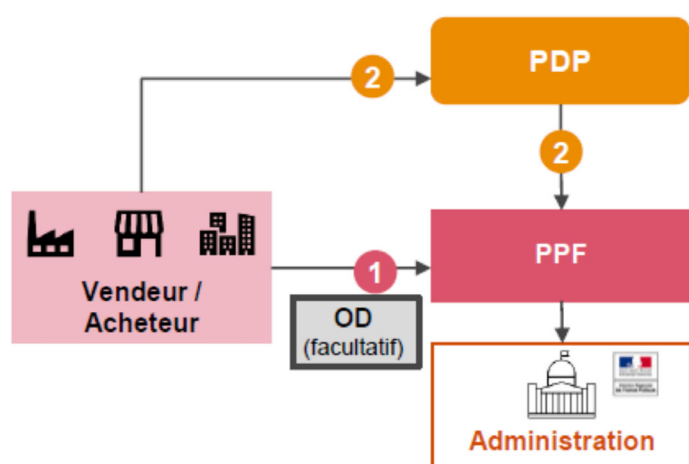 PDP
2
2
Vendeur /
Acheteur
1
PPF
OD
(facultatif)
Administration